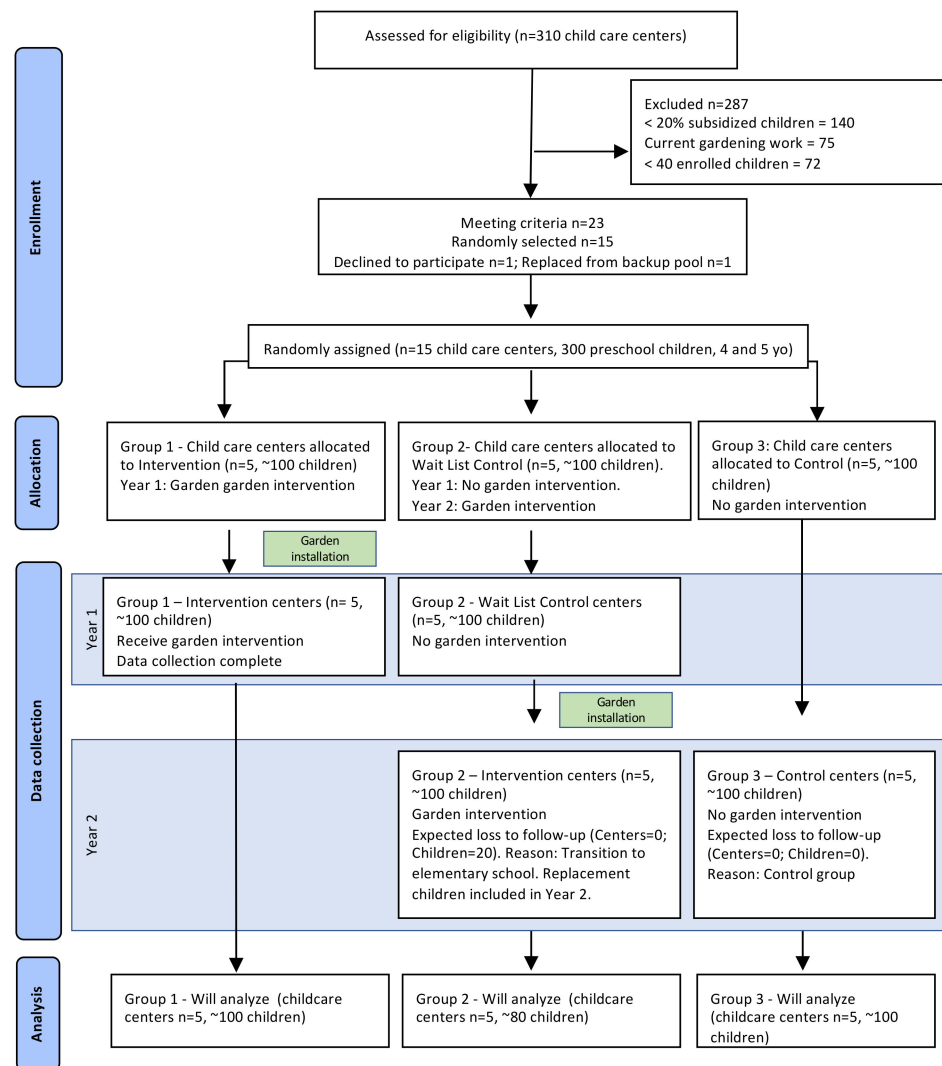 Assessed for eligibility (n=310 child care centers)
Excluded n=287
< 20% subsidized children = 140
Current gardening work = 75
< 40 enrolled children = 72
Enrollment
Meeting criteria n=23
Randomly selected n=15
Declined to participate n=1; Replaced from backup pool n=1
Randomly assigned (n=15 child care centers, 300 preschool children, 4 and 5 yo)
Allocation
Group 1 - Child care centers allocated
to Intervention (n=5, ~100 children)
Year 1: Garden garden intervention
Group 2- Child care centers allocated to
Wait List Control (n=5, ~100 children).
Year 1: No garden intervention.
Year 2: Garden intervention
Group 3: Child care centers
allocated to Control (n=5, ~100
children)
No garden intervention
Garden
installation
Data collection
Year 1
Group 1 – Intervention centers (n= 5,
~100 children)
Receive garden intervention
Data collection complete
Group 2 - Wait List Control centers
(n=5, ~100 children)
No garden intervention
Garden
installation
Year 2
Group 2 – Intervention centers (n=5,
~100 children)
Garden intervention
Expected loss to follow-up (Centers=0;
Children=20). Reason: Transition to
elementary school. Replacement
children included in Year 2.
Group 3 – Control centers (n=5,
~100 children)
No garden intervention
Expected loss to follow-up
(Centers=0; Children=0).
Reason: Control group
Analysis
Group 1 - Will analyze (childcare
centers n=5, ~100 children)
Group 2 - Will analyze (childcare
centers n=5, ~80 children)
Group 3 - Will analyze
(childcare centers n=5, ~100
children)